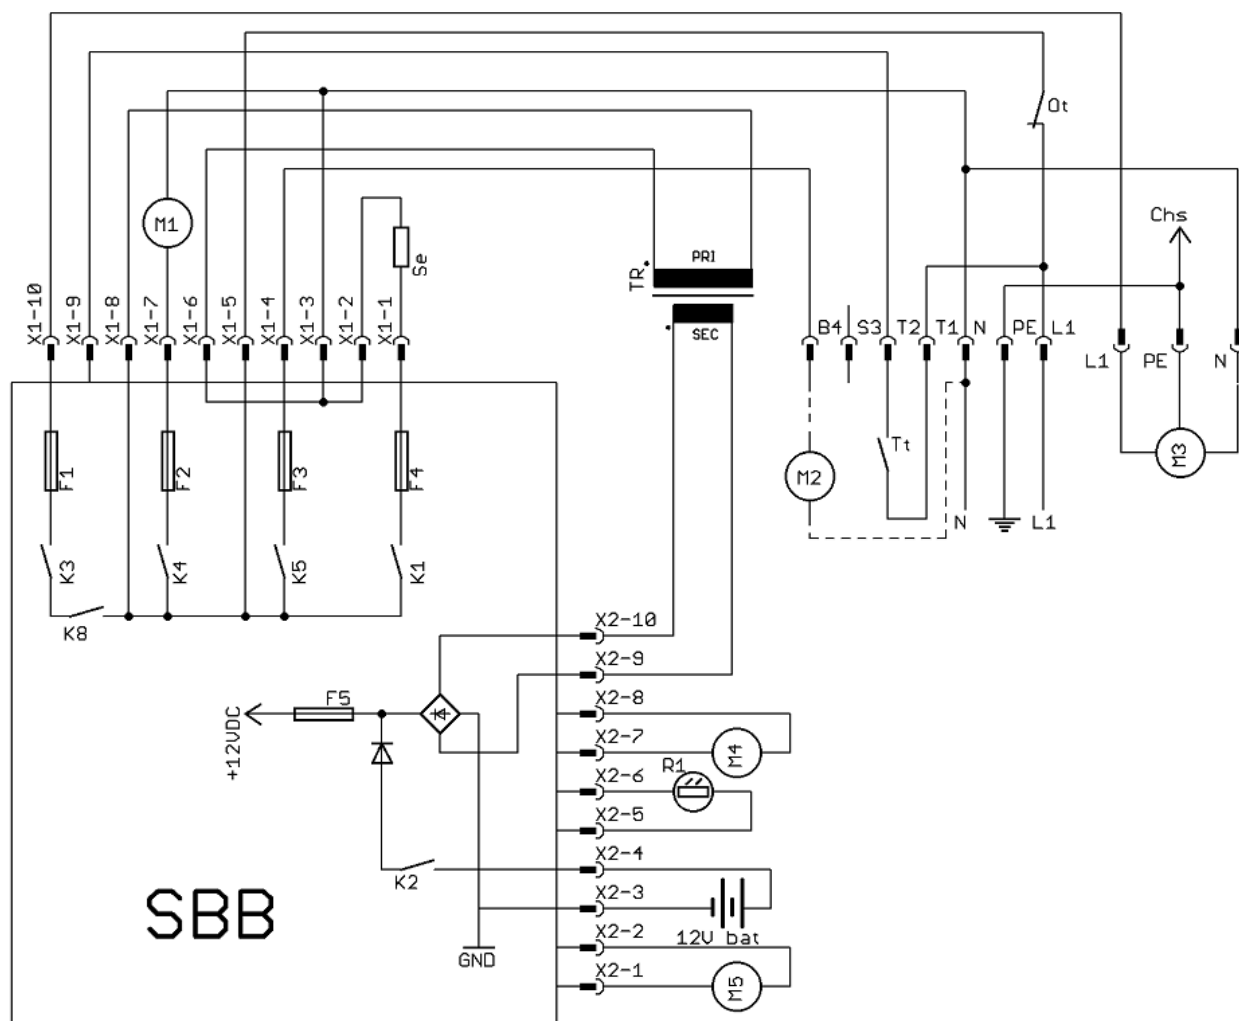 Ot
Chs
M1
Se
TR
PRI
SEC
X1-10
X1-9
X1-8
X1-7
X1-6
X1-5
X1-4
X1-3
X1-2
X1-1
B4
S3
T2
T1
N
PE
L1
L1
PE
N
F1
F2
F3
F4
Tt
M2
M3
N
L1
K3
K4
K5
K1
K8
X2-10
X2-9
X2-8
X2-7
X2-6
X2-5
X2-4
X2-3
X2-2
X2-1
+12VDC
F5
M4
R1
K2
12V bat
SBB
GND
M5